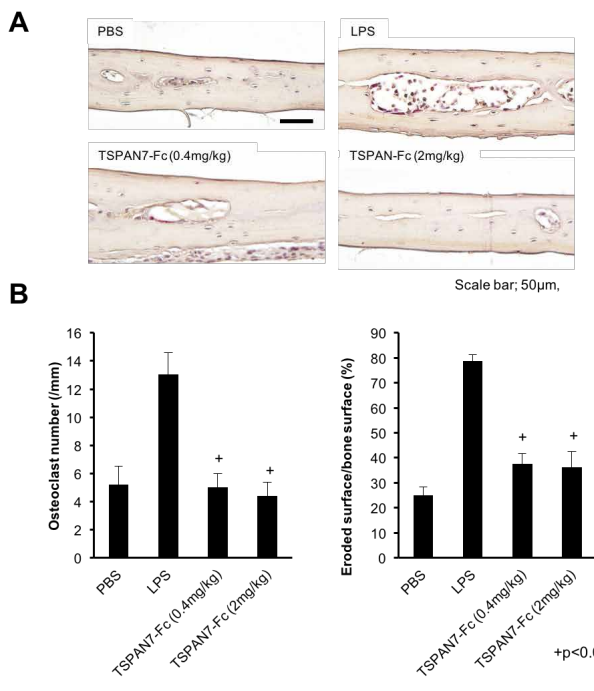 A
PBS
LPS
TSPAN7-Fc (0.4mg/kg)
TSPAN-Fc (2mg/kg)
Scale bar; 50µm,
B
Osteoclast number (/mm)
16
14
12
10
8
6
4
2
0
+
+
PBS
LPS
TSPAN7-Fc (0.4mg/kg)
TSPAN7-Fc (2mg/kg)
Eroded surface/bone surface (%)
90
80
70
60
50
40
30
20
10
0
+
+
PBS
LPS
TSPAN7-Fc (0.4mg/kg)
TSPAN7-Fc (2mg/kg)
+p<0.0